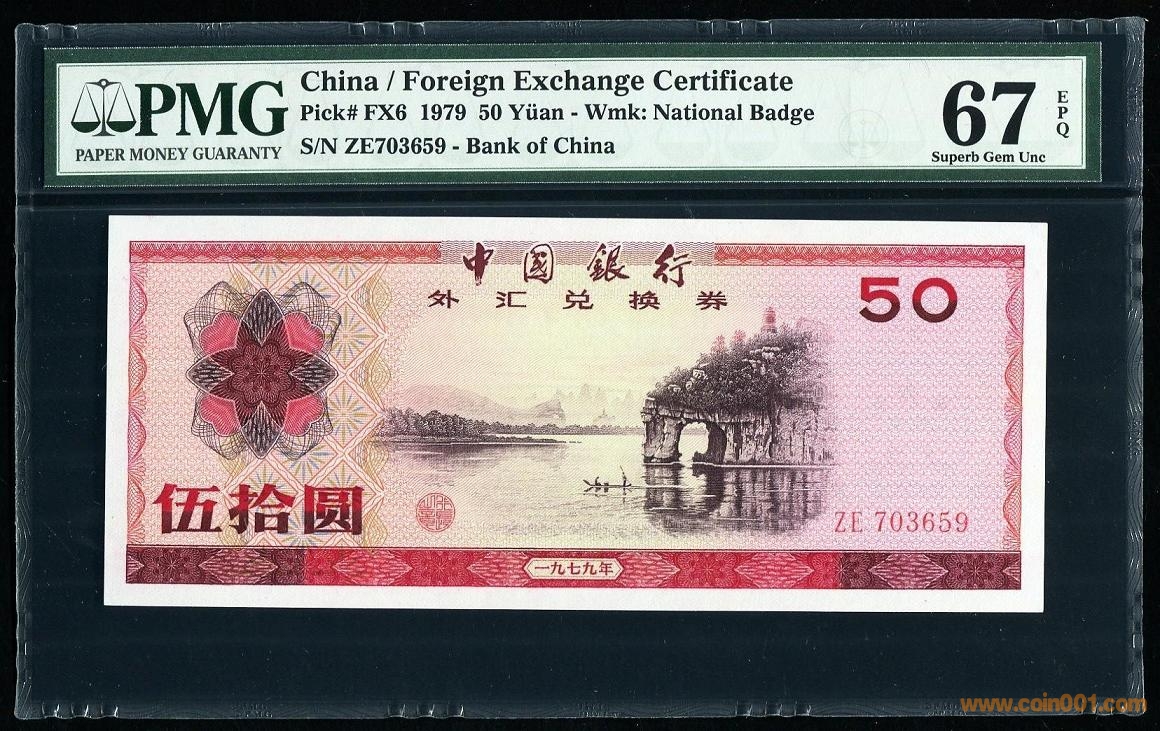 PMG
PAPER MONEY GUARANTY
China / Foreign Exchange Certificate
Pick# FX6 1979 50 Yüan - Wmk: National Badge
S/N ZE703659 - Bank of China
67
EPQ
Superb Gem Unc
中国銀行
外汇兑换券
50
伍拾圆
ZE 703659
一九七九年
www.coin001.com